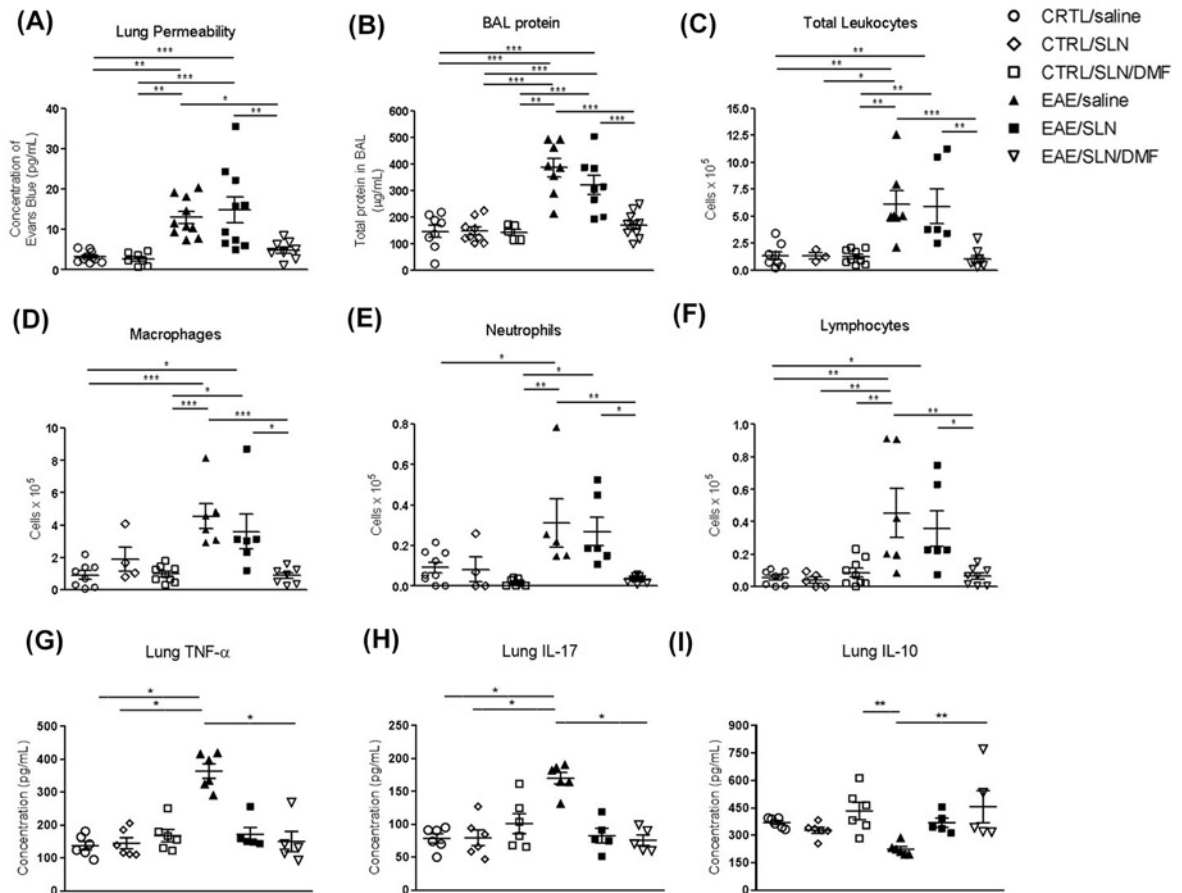 (A)
Lung Permeability
***
**
***
**
*
**
Concentration of
Evans Blue (pg/mL)
40
30
20
10
0
(B)
BAL protein
***
***
***
***
***
**
***
***
Total protein in BAL
(µg/mL)
600
500
400
300
200
100
0
(C)
Total Leukocytes
**
**
*
**
**
***
**
Cells x 10⁵
15.0
12.5
10.0
7.5
5.0
2.5
0.0
CRTL/saline
CTRL/SLN
CTRL/SLN/DMF
EAE/saline
EAE/SLN
EAE/SLN/DMF
(D)
Macrophages
*
***
*
***
***
*
Cells x 10⁵
10
8
6
4
2
0
(E)
Neutrophils
*
*
**
**
*
Cells x 10⁵
0.8
0.6
0.4
0.2
0.0
(F)
Lymphocytes
*
**
**
**
**
*
Cells x 10⁵
1.0
0.8
0.6
0.4
0.2
0.0
(G)
Lung TNF-α
*
*
*
Concentration (pg/mL)
500
400
300
200
100
0
(H)
Lung IL-17
*
*
*
Concentration (pg/mL)
250
200
150
100
50
0
(I)
Lung IL-10
**
**
Concentration (pg/mL)
900
750
600
450
300
150
0